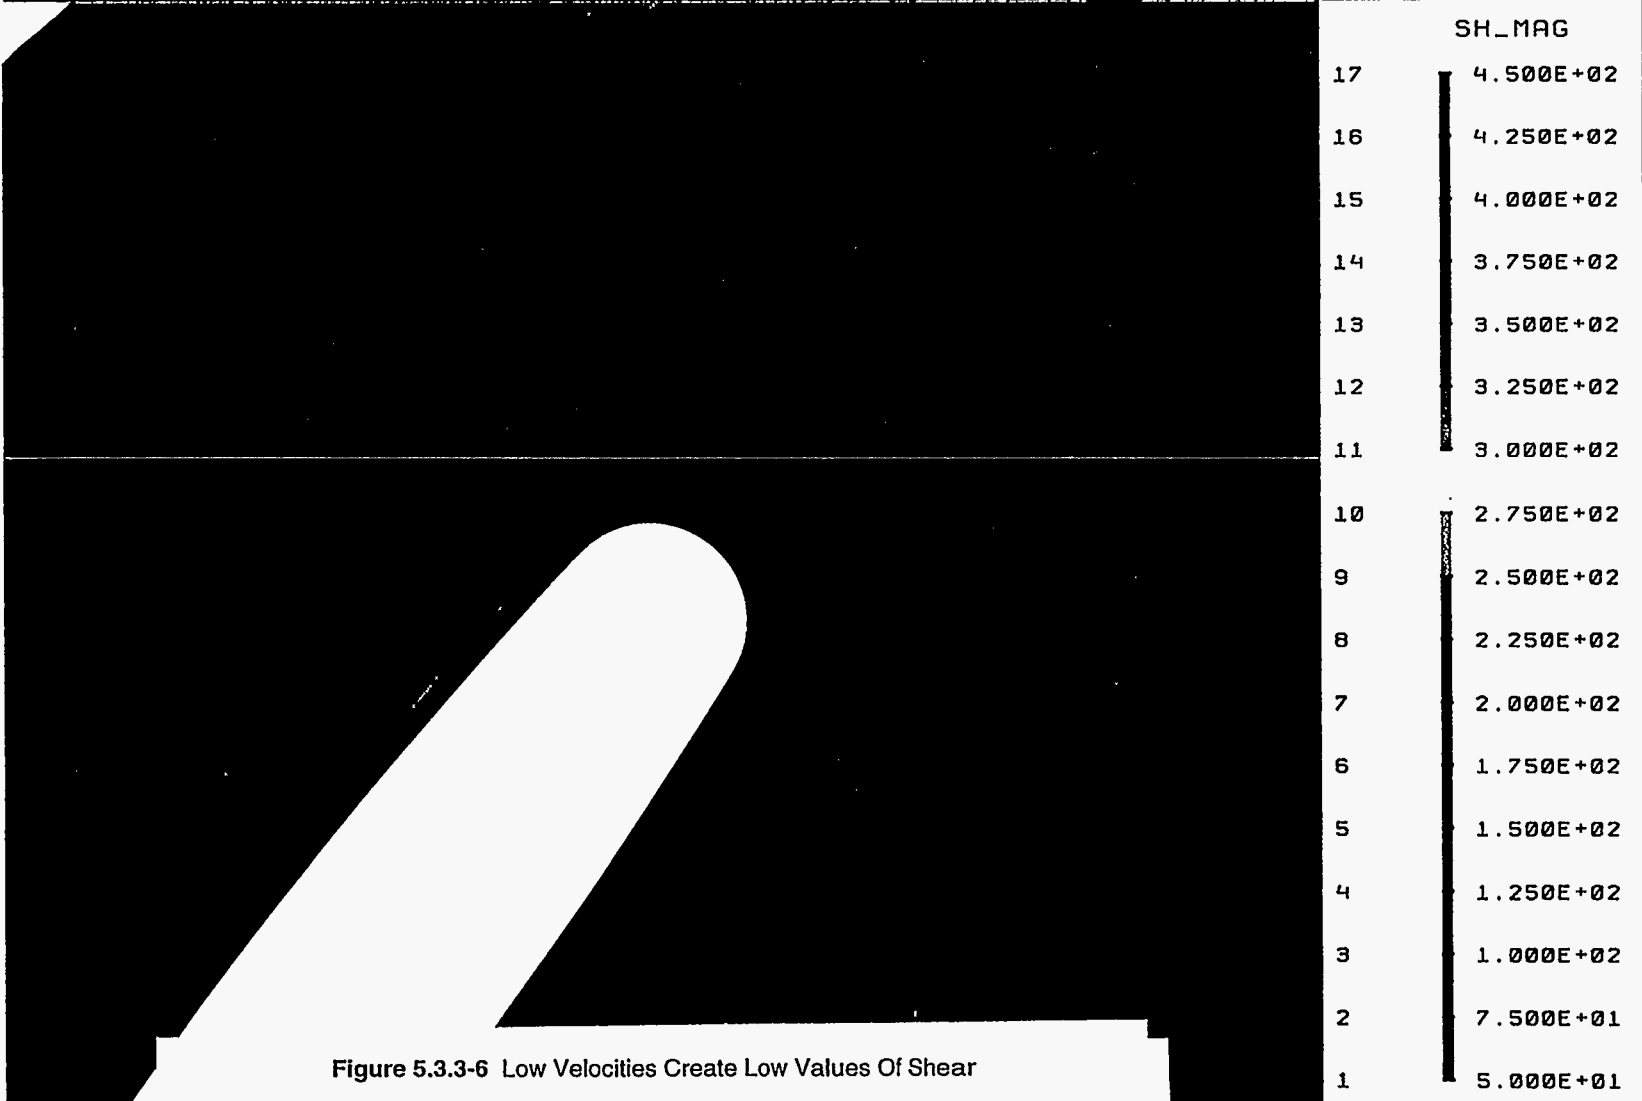 SH_MAG
17 4.500E+02
16 4.250E+02
15 4.000E+02
14 3.750E+02
13 3.500E+02
12 3.250E+02
11 3.000E+02
10 2.750E+02
9 2.500E+02
8 2.250E+02
7 2.000E+02
6 1.750E+02
5 1.500E+02
4 1.250E+02
3 1.000E+02
2 7.500E+01
1 5.000E+01
Figure 5.3.3-6 Low Velocities Create Low Values Of Shear